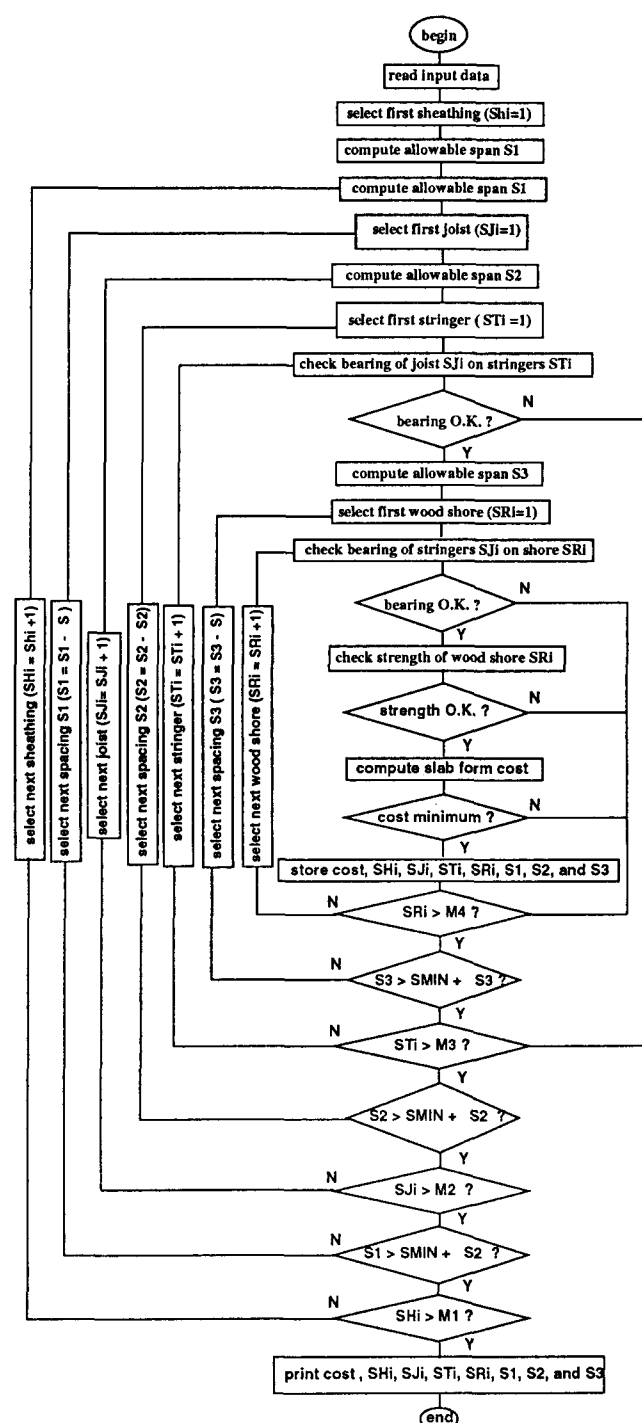 begin
read input data
select first sheathing (Shi=1)
compute allowable span S1
compute allowable span S1
select first joist (SJi=1)
compute allowable span S2
select first stringer ( STi =1)
check bearing of joist SJi on stringers STi
bearing O.K. ?
N
Y
compute allowable span S3
select first wood shore (SRi=1)
check bearing of stringers SJi on shore SRi
bearing O.K. ?
N
Y
check strength of wood shore SRi
strength O.K. ?
N
Y
compute slab form cost
cost minimum ?
N
Y
store cost, SHi, SJi, STi, SRi, S1, S2, and S3
SRi > M4 ?
N
Y
S3 > SMIN + S3 ?
N
Y
STi > M3 ?
N
Y
S2 > SMIN + S2 ?
Y
SJi > M2 ?
N
Y
S1 > SMIN + S2 ?
Y
SHi > M1 ?
N
Y
print cost , SHi, SJi, STi, SRi, S1, S2, and S3
end
select next sheathing (SHi = Shi +1)
select next spacing S1 (S1 = S1 - S )
select next joist (SJi= SJi + 1)
select next spacing S2 (S2 = S2 - S2)
select next stringer (STi = STi + 1)
select next spacing S3 ( S3 = S3 - S)
select next wood shore (SRi = SRi +1)